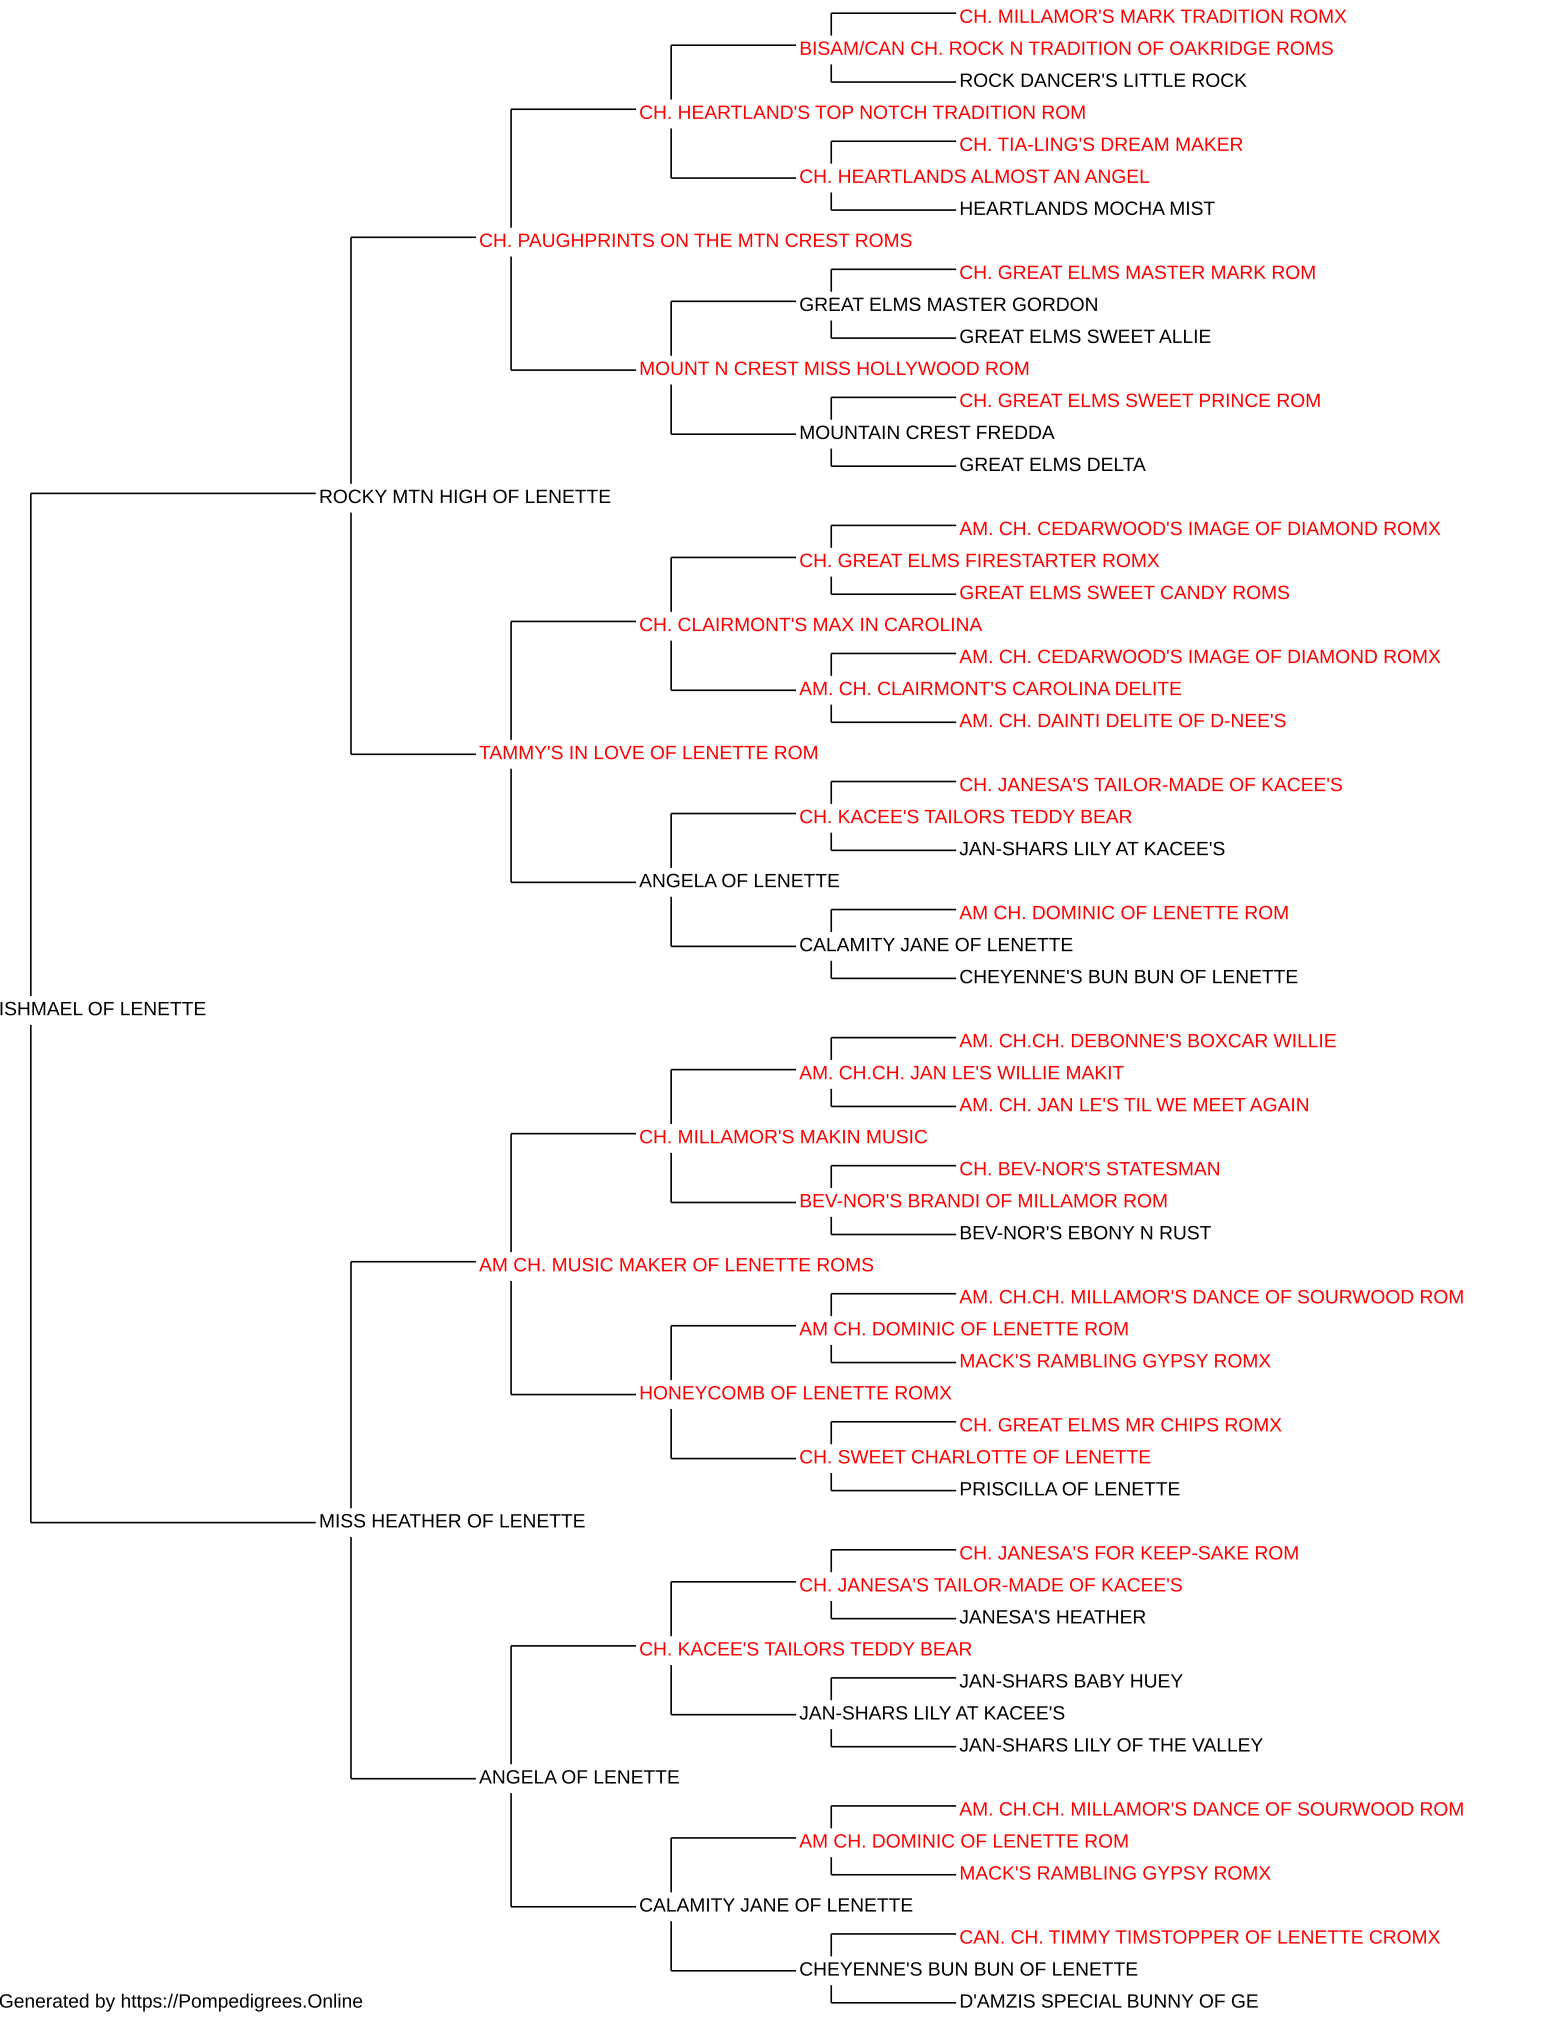 CH. MILLAMOR'S MARK TRADITION ROMX
BISAM/CAN CH. ROCK N TRADITION OF OAKRIDGE ROMS
ROCK DANCER'S LITTLE ROCK
CH. HEARTLAND'S TOP NOTCH TRADITION ROM
CH. TIA-LING'S DREAM MAKER
CH. HEARTLANDS ALMOST AN ANGEL
HEARTLANDS MOCHA MIST
CH. PAUGHPRINTS ON THE MTN CREST ROMS
CH. GREAT ELMS MASTER MARK ROM
GREAT ELMS MASTER GORDON
GREAT ELMS SWEET ALLIE
MOUNT N CREST MISS HOLLYWOOD ROM
CH. GREAT ELMS SWEET PRINCE ROM
MOUNTAIN CREST FREDDA
GREAT ELMS DELTA
ROCKY MTN HIGH OF LENETTE
AM. CH. CEDARWOOD'S IMAGE OF DIAMOND ROMX
CH. GREAT ELMS FIRESTARTER ROMX
GREAT ELMS SWEET CANDY ROMS
CH. CLAIRMONT'S MAX IN CAROLINA
AM. CH. CEDARWOOD'S IMAGE OF DIAMOND ROMX
AM. CH. CLAIRMONT'S CAROLINA DELITE
AM. CH. DAINTI DELITE OF D-NEE'S
TAMMY'S IN LOVE OF LENETTE ROM
CH. JANESA'S TAILOR-MADE OF KACEE'S
CH. KACEE'S TAILORS TEDDY BEAR
JAN-SHARS LILY AT KACEE'S
ANGELA OF LENETTE
AM CH. DOMINIC OF LENETTE ROM
CALAMITY JANE OF LENETTE
CHEYENNE'S BUN BUN OF LENETTE
ISHMAEL OF LENETTE
AM. CH.CH. DEBONNE'S BOXCAR WILLIE
AM. CH.CH. JAN LE'S WILLIE MAKIT
AM. CH. JAN LE'S TIL WE MEET AGAIN
CH. MILLAMOR'S MAKIN MUSIC
CH. BEV-NOR'S STATESMAN
BEV-NOR'S BRANDI OF MILLAMOR ROM
BEV-NOR'S EBONY N RUST
AM CH. MUSIC MAKER OF LENETTE ROMS
AM. CH.CH. MILLAMOR'S DANCE OF SOURWOOD ROM
AM CH. DOMINIC OF LENETTE ROM
MACK'S RAMBLING GYPSY ROMX
HONEYCOMB OF LENETTE ROMX
CH. GREAT ELMS MR CHIPS ROMX
CH. SWEET CHARLOTTE OF LENETTE
PRISCILLA OF LENETTE
MISS HEATHER OF LENETTE
CH. JANESA'S FOR KEEP-SAKE ROM
CH. JANESA'S TAILOR-MADE OF KACEE'S
JANESA'S HEATHER
CH. KACEE'S TAILORS TEDDY BEAR
JAN-SHARS BABY HUEY
JAN-SHARS LILY AT KACEE'S
JAN-SHARS LILY OF THE VALLEY
ANGELA OF LENETTE
AM. CH.CH. MILLAMOR'S DANCE OF SOURWOOD ROM
AM CH. DOMINIC OF LENETTE ROM
MACK'S RAMBLING GYPSY ROMX
CALAMITY JANE OF LENETTE
CAN. CH. TIMMY TIMSTOPPER OF LENETTE CROMX
CHEYENNE'S BUN BUN OF LENETTE
D'AMZIS SPECIAL BUNNY OF GE
Generated by https://Pompedigrees.Online